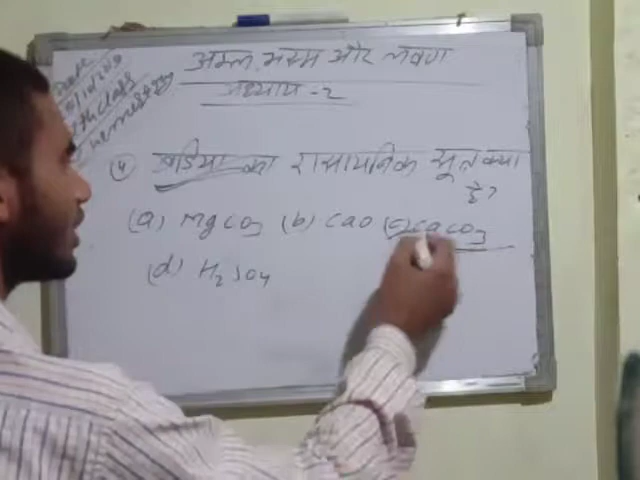 अम्ल, भस्म और लवण
अध्याय - 2
(4) खड़िया का रासायनिक सूत्र क्या
है?
(a) MgCO3 (b) CaO (c) CaCO3
(d) H2SO4